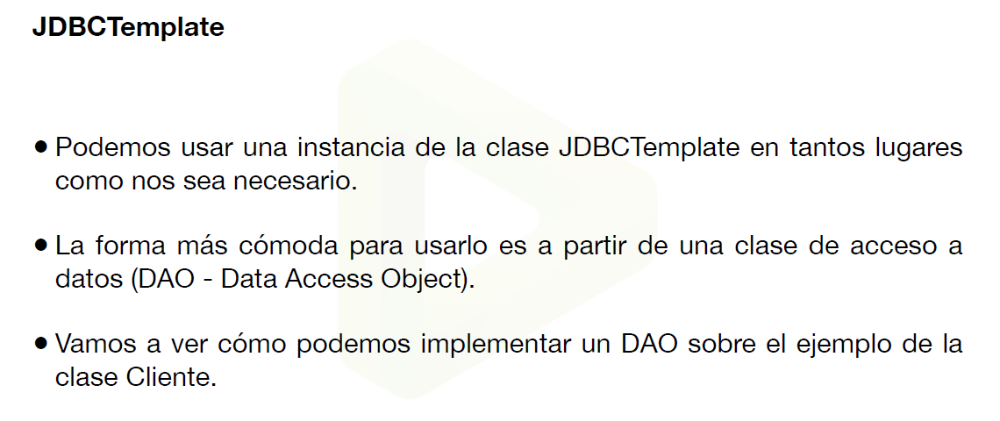 JDBCTemplate
● Podemos usar una instancia de la clase JDBCTemplate en tantos lugares
como nos sea necesario.
● La forma más cómoda para usarlo es a partir de una clase de acceso a
datos (DAO - Data Access Object).
● Vamos a ver cómo podemos implementar un DAO sobre el ejemplo de la
clase Cliente.